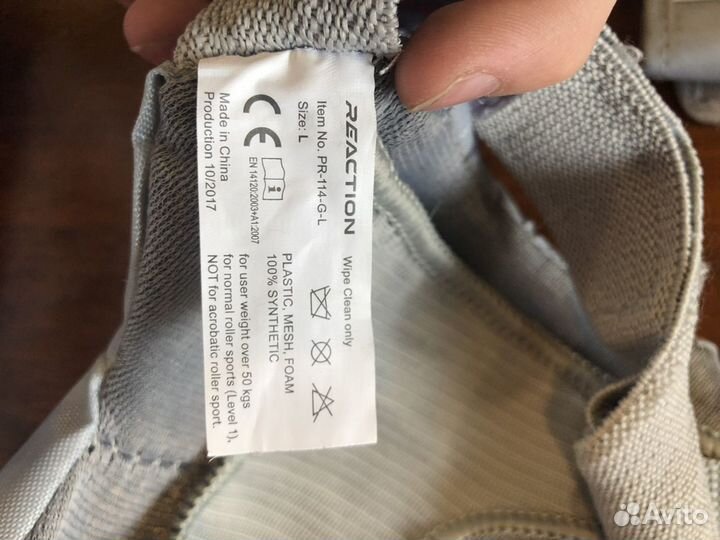 REACTION
Item No. PR-114-G-L
Size: L
CE
EN 14120:2003+A1:2007
Made in China
Production 10/2017
Wipe Clean only
PLASTIC, MESH, FOAM
100% SYNTHETIC
for user weight over 50 kgs
for normal roller sports (Level 1),
NOT for acrobatic roller sport.
Avito